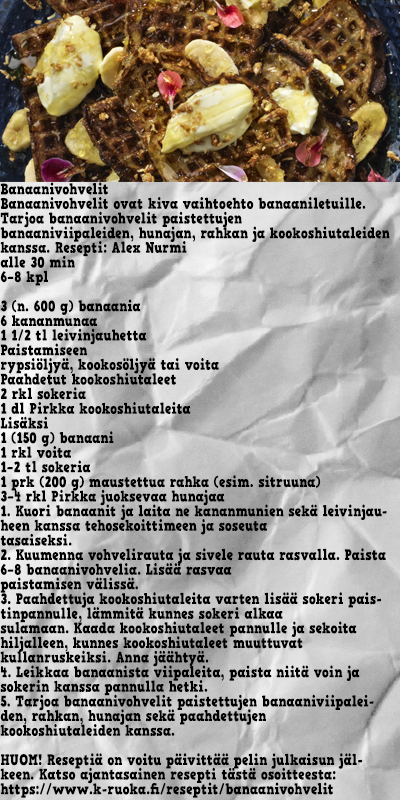 Banaanivohvelit
Banaanivohvelit ovat kiva vaihtoehto banaaniletuille.
Tarjoa banaanivohvelit paistettujen
banaaniviipaleiden, hunajan, rahkan ja kookoshiutaleiden
kanssa. Resepti: Alex Nurmi
alle 30 min
6-8 kpl

3 (n. 600 g) banaania
6 kananmunaa
1 1/2 tl leivinjauhetta
Paistamiseen
rypsiöljyä, kookosöljyä tai voita
Paahdetut kookoshiutaleet
2 rkl sokeria
1 dl Pirkka kookoshiutaleita
Lisäksi
1 (150 g) banaani
1 rkl voita
1-2 tl sokeria
1 prk (200 g) maustettua rahka (esim. sitruuna)
3-4 rkl Pirkka juoksevaa hunajaa
1. Kuori banaanit ja laita ne kananmunien sekä leivinjau-
heen kanssa tehosekoittimeen ja soseuta
tasaiseksi.
2. Kuumenna vohvelirauta ja sivele rauta rasvalla. Paista
6-8 banaanivohvelia. Lisää rasvaa
paistamisen välissä.
3. Paahdettuja kookoshiutaleita varten lisää sokeri pais-
tinpannulle, lämmitä kunnes sokeri alkaa
sulamaan. Kaada kookoshiutaleet pannulle ja sekoita
hiljalleen, kunnes kookoshiutaleet muuttuvat
kullanruskeiksi. Anna jäähtyä.
4. Leikkaa banaanista viipaleita, paista niitä voin ja
sokerin kanssa pannulla hetki.
5. Tarjoa banaanivohvelit paistettujen banaaniviipalei-
den, rahkan, hunajan sekä paahdettujen
kookoshiutaleiden kanssa.

HUOM! Reseptiä on voitu päivittää pelin julkaisun jäl-
keen. Katso ajantasainen resepti tästä osoitteesta:
https://www.k-ruoka.fi/reseptit/banaanivohvelit